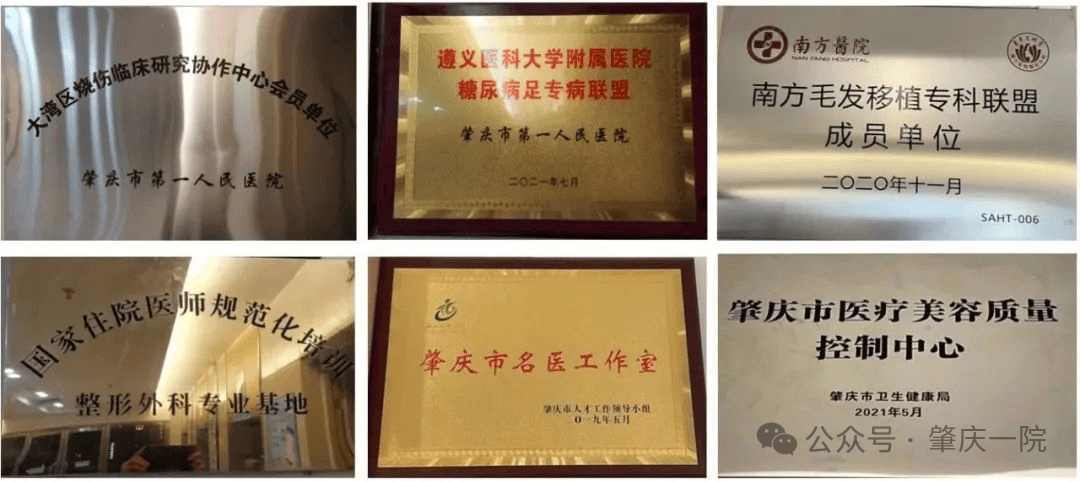 大湾区烧伤临床研究协作中心会员单位
肇庆市第一人民医院
遵义医科大学附属医院
糖尿病足专病联盟
肇庆市第一人民医院
二〇二一年七月
南方醫院
NAN FANG HOSPITAL
南方毛发移植专科联盟
成员单位
二〇二〇年十一月
SAHT-006
国家住院医师规范化培训
整形外科专业基地
肇庆市名医工作室
肇庆市人才工作领导小组
二〇一九年五月
肇庆市医疗美容质量
控制中心
肇庆市卫生健康局
2021年5月
公众号·肇庆一院